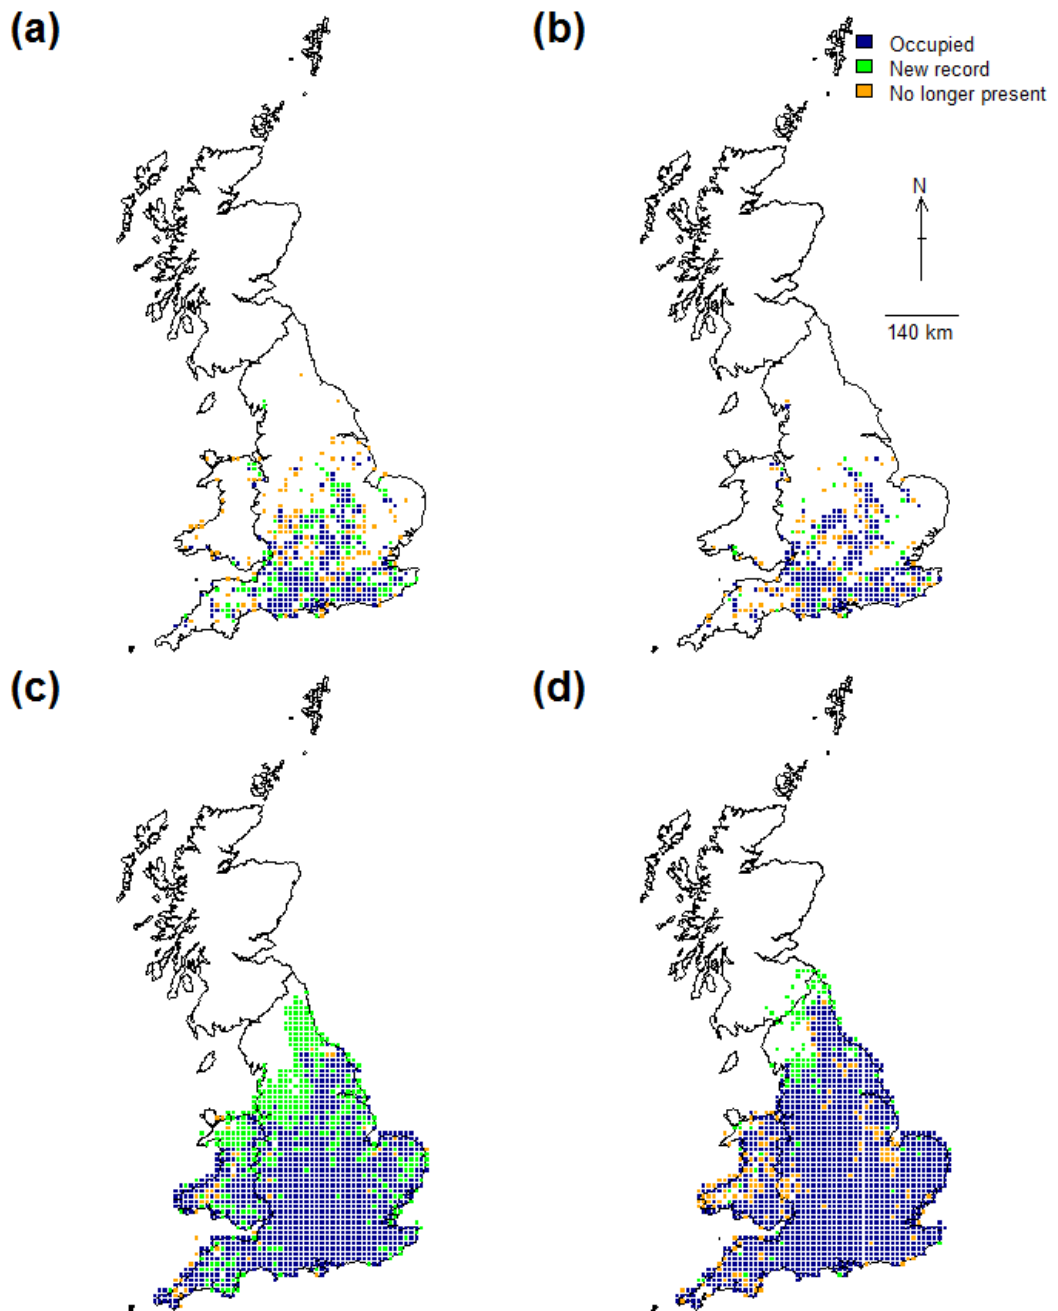 (a)
(b)
Occupied
New record
No longer present
N
140 km
(c)
(d)